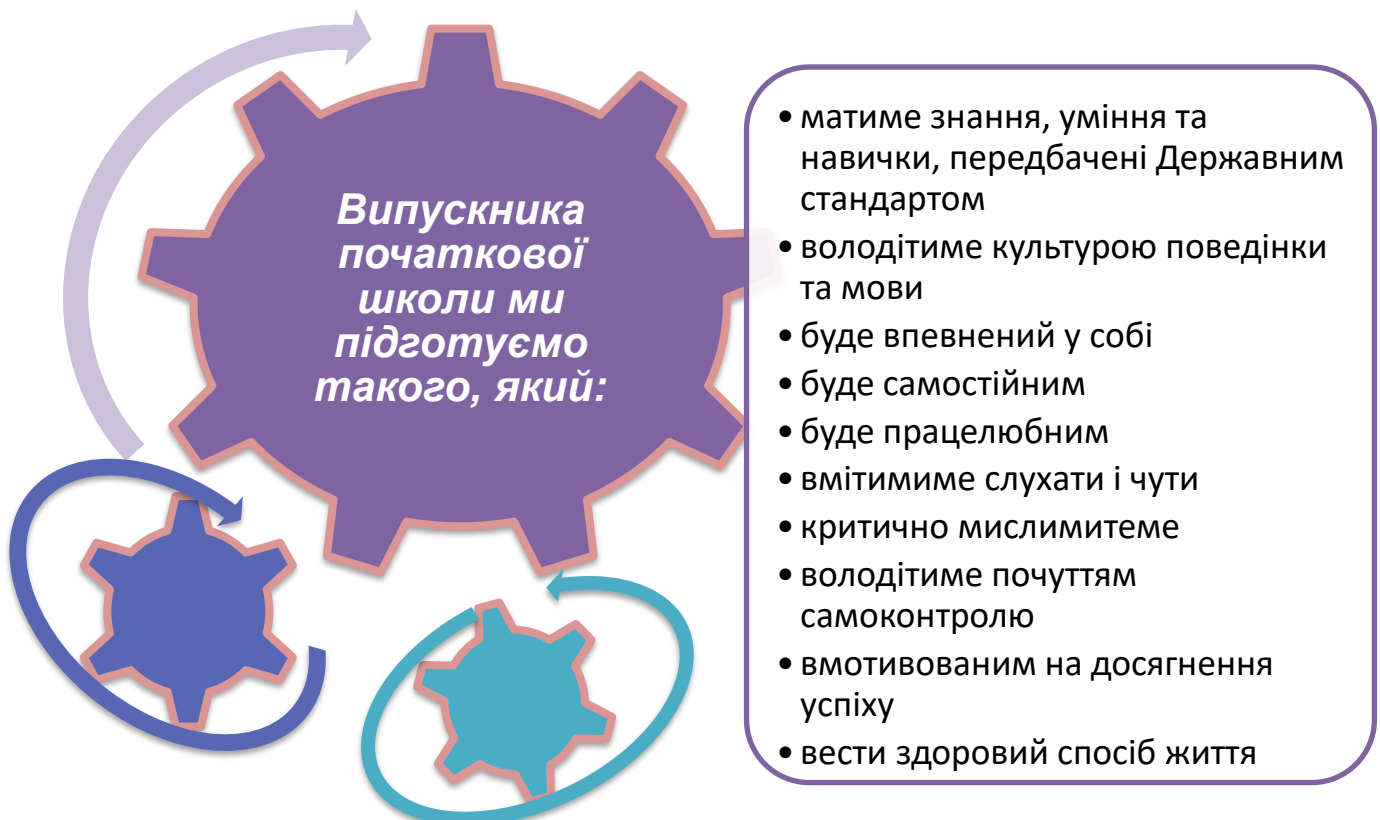 Випускника
початкової
школи ми
підготуємо
такого, який:
• матиме знання, уміння та
навички, передбачені Державним
стандартом
• володітиме культурою поведінки
та мови
• буде впевнений у собі
• буде самостійним
• буде працелюбним
• вмітимиме слухати і чути
• критично мислимитеме
• володітиме почуттям
самоконтролю
• вмотивованим на досягнення
успіху
• вести здоровий спосіб життя